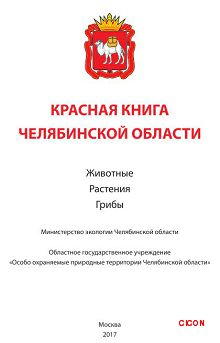 КРАСНАЯ КНИГА
ЧЕЛЯБИНСКОЙ ОБЛАСТИ
Животные
Растения
Грибы
Министерство экологии Челябинской области
Областное государственное учреждение
«Особо охраняемые природные территории Челябинской области»
Москва
2017